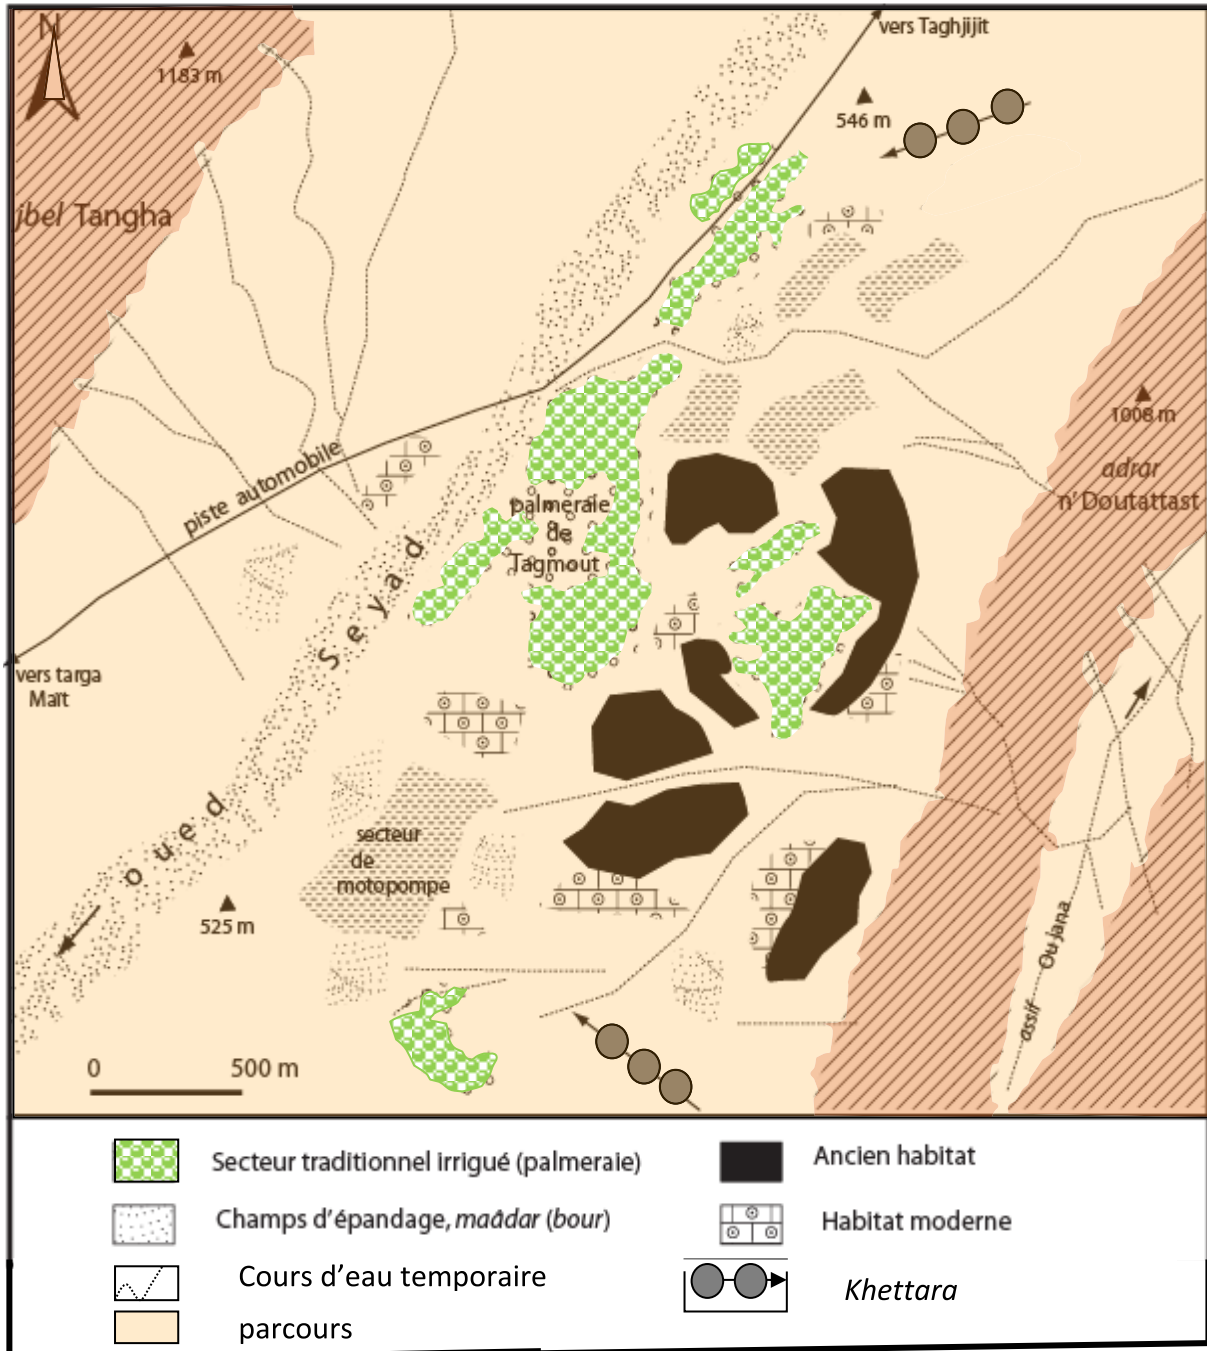 N
vers Taghjijit
1183 m
546 m
jbel Tangha
1008 m
adrar
n'Doutattast
piste automobile
palmeraie
de
Tagmout
vers targa
Maït
oued Seyad
secteur
de
motopompe
525 m
assif Ou Jana
0 500 m
Secteur traditionnel irrigué (palmeraie)
Ancien habitat
Champs d'épandage, maâdar (bour)
Habitat moderne
Cours d'eau temporaire
Khettara
parcours